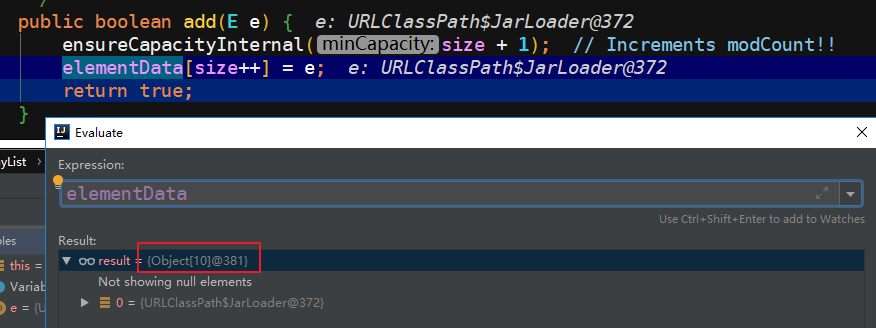 public boolean add(E e) { e: URLClassPath$JarLoader@372
ensureCapacityInternal( minCapacity: size + 1); // Increments modCount!!
elementData[size++] = e; e: URLClassPath$JarLoader@372
return true;
}
Evaluate
yList
Expression:
elementData
Use Ctrl+Shift+Enter to add to Watches
Result:
bles
result = {Object[10]@381}
this =
Not showing null elements
Variab
0 = {URLClassPath$JarLoader@372}
e = {U